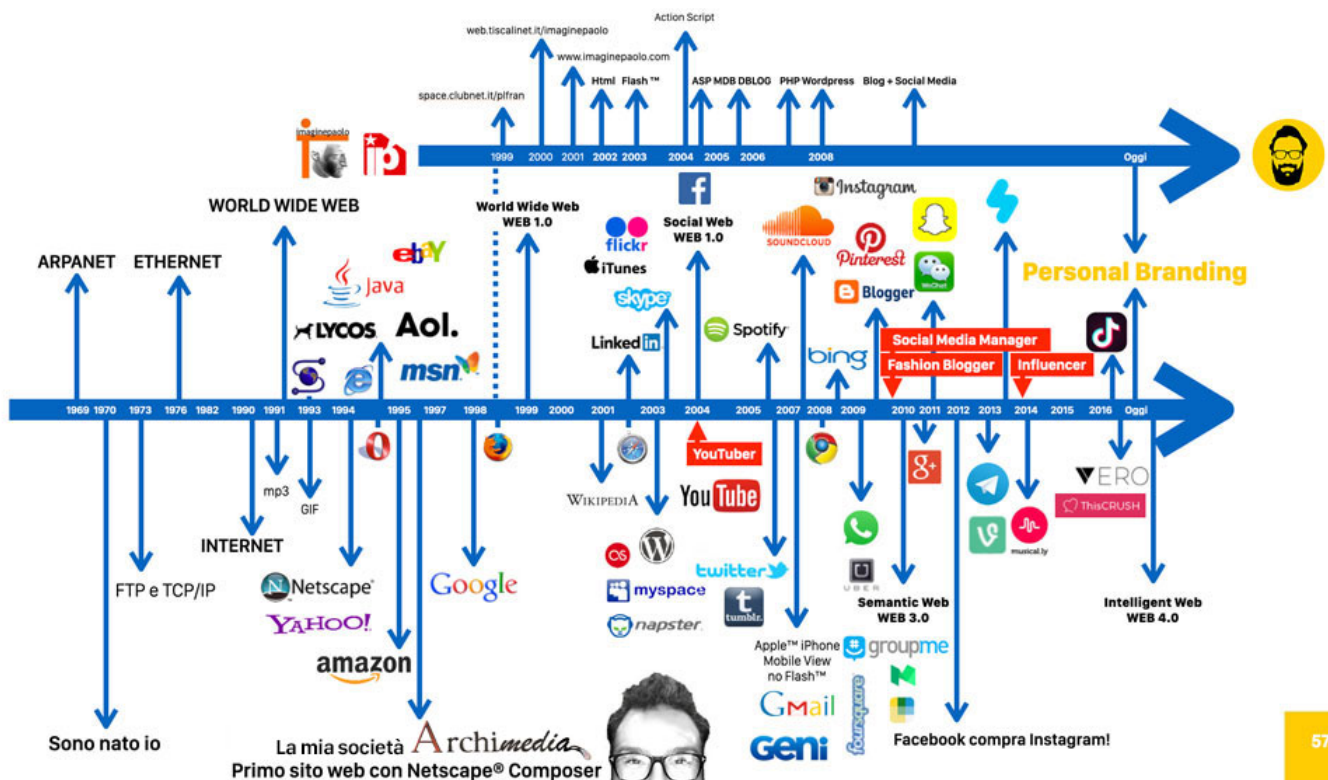 Action Script
web.tiscalinet.it/imaginepaolo
www.imaginepaolo.com
Html
Flash ™
ASP MDB DBLOG
PHP Wordpress
Blog + Social Media
space.clubnet.it/plfran
imaginepaolo
1999
2000
2001
2002
2003
2004
2005
2006
2008
Oggi
WORLD WIDE WEB
World Wide Web
WEB 1.0
flickr
iTunes
skype
Social Web
WEB 1.0
SOUNDCLOUD
Instagram
Pinterest
Blogger
WeChat
ARPANET
ETHERNET
ebay
Java
LYCOS
Aol.
msn
Linked in
Spotify
bing
Personal Branding
Social Media Manager
Fashion Blogger
Influencer
1969
1970
1973
1976
1982
1990
1991
1993
1994
1995
1997
1998
1999
2000
2001
2003
2004
2005
2007
2008
2009
2010
2011
2012
2013
2014
2015
2016
Oggi
mp3
GIF
INTERNET
FTP e TCP/IP
Netscape®
YAHOO!
amazon
Google
WIKIPEDIA
YouTuber
YouTube
myspace
napster
twitter
tumblr.
g+
UBER
VERO
ThisCRUSH
musical.ly
Semantic Web
WEB 3.0
Intelligent Web
WEB 4.0
Apple™ iPhone
Mobile View
no Flash™
groupme
Gmail
foursquare
Geni
Sono nato io
La mia società Archimedia
Primo sito web con Netscape® Composer
Facebook compra Instagram!
57